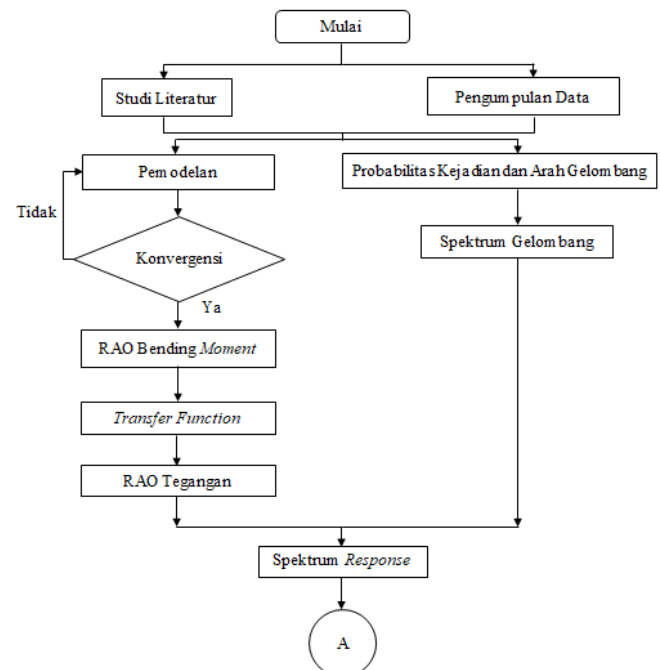 Mulai
Studi Literatur
Pengumpulan Data
Pemodelan
Probabilitas Kejadian dan Arah Gelombang
Tidak
Spektrum Gelombang
Konvergensi
Ya
RAO Bending Moment
Transfer Function
RAO Tegangan
Spektrum Response
A